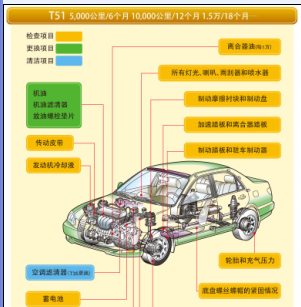 T51 5,000公里/6个月 10,000公里/12个月 1.5万/18个月…
检查项目
更换项目
清洁项目
离合器油(每1万)
所有灯光、喇叭、雨刮器和喷水器
机油
机油滤清器
放油螺栓垫片
制动摩擦衬块和制动盘
加速踏板和离合器踏板
传动皮带
制动踏板和驻车制动器
发动机冷却液
轮胎和充气压力
空调滤清器
底盘螺丝螺帽的紧固情况
蓄电池